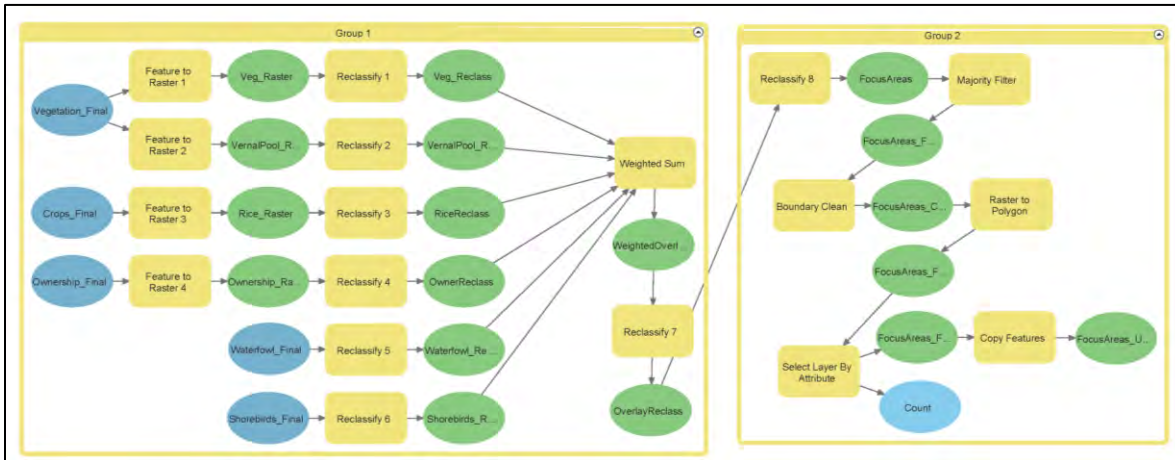 Group 1
Vegetation_Final
Feature to
Raster 1
Veg_Raster
Reclassify 1
Veg_Reclass
Feature to
Raster 2
VernalPool_R...
Reclassify 2
VernalPool_R...
Weighted Sum
Crops_Final
Feature to
Raster 3
Rice_Raster
Reclassify 3
RiceReclass
WeightedOverl...
Ownership_Final
Feature to
Raster 4
Ownership_Ra...
Reclassify 4
OwnerReclass
Waterfowl_Final
Reclassify 5
Waterfowl_Re...
Reclassify 7
Shorebirds_Final
Reclassify 6
Shorebirds_R...
OverlayReclass
Group 2
Reclassify 8
FocusAreas
Majority Filter
FocusAreas_F...
Boundary Clean
FocusAreas_C...
Raster to
Polygon
FocusAreas_F...
Select Layer By
Attribute
FocusAreas_F...
Copy Features
FocusAreas_U...
Count